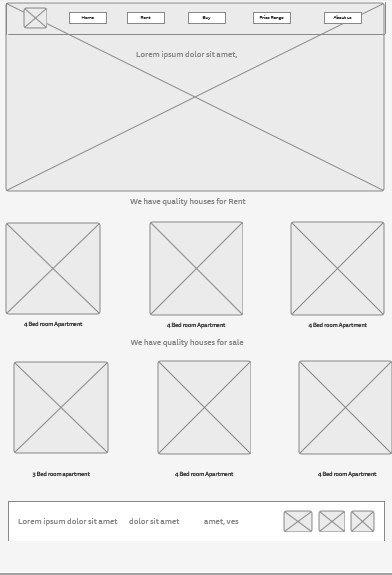 Home Rent Buy Price Range About us
Lorem ipsum dolor sit amet,
We have quality houses for Rent
4 Bed room Apartment 4 Bed room Apartment 4 Bed room Apartment
We have quality houses for sale
3 Bed room apartment 4 Bed room Apartment 4 Bed room Apartment
Lorem ipsum dolor sit amet dolor sit amet amet, ves